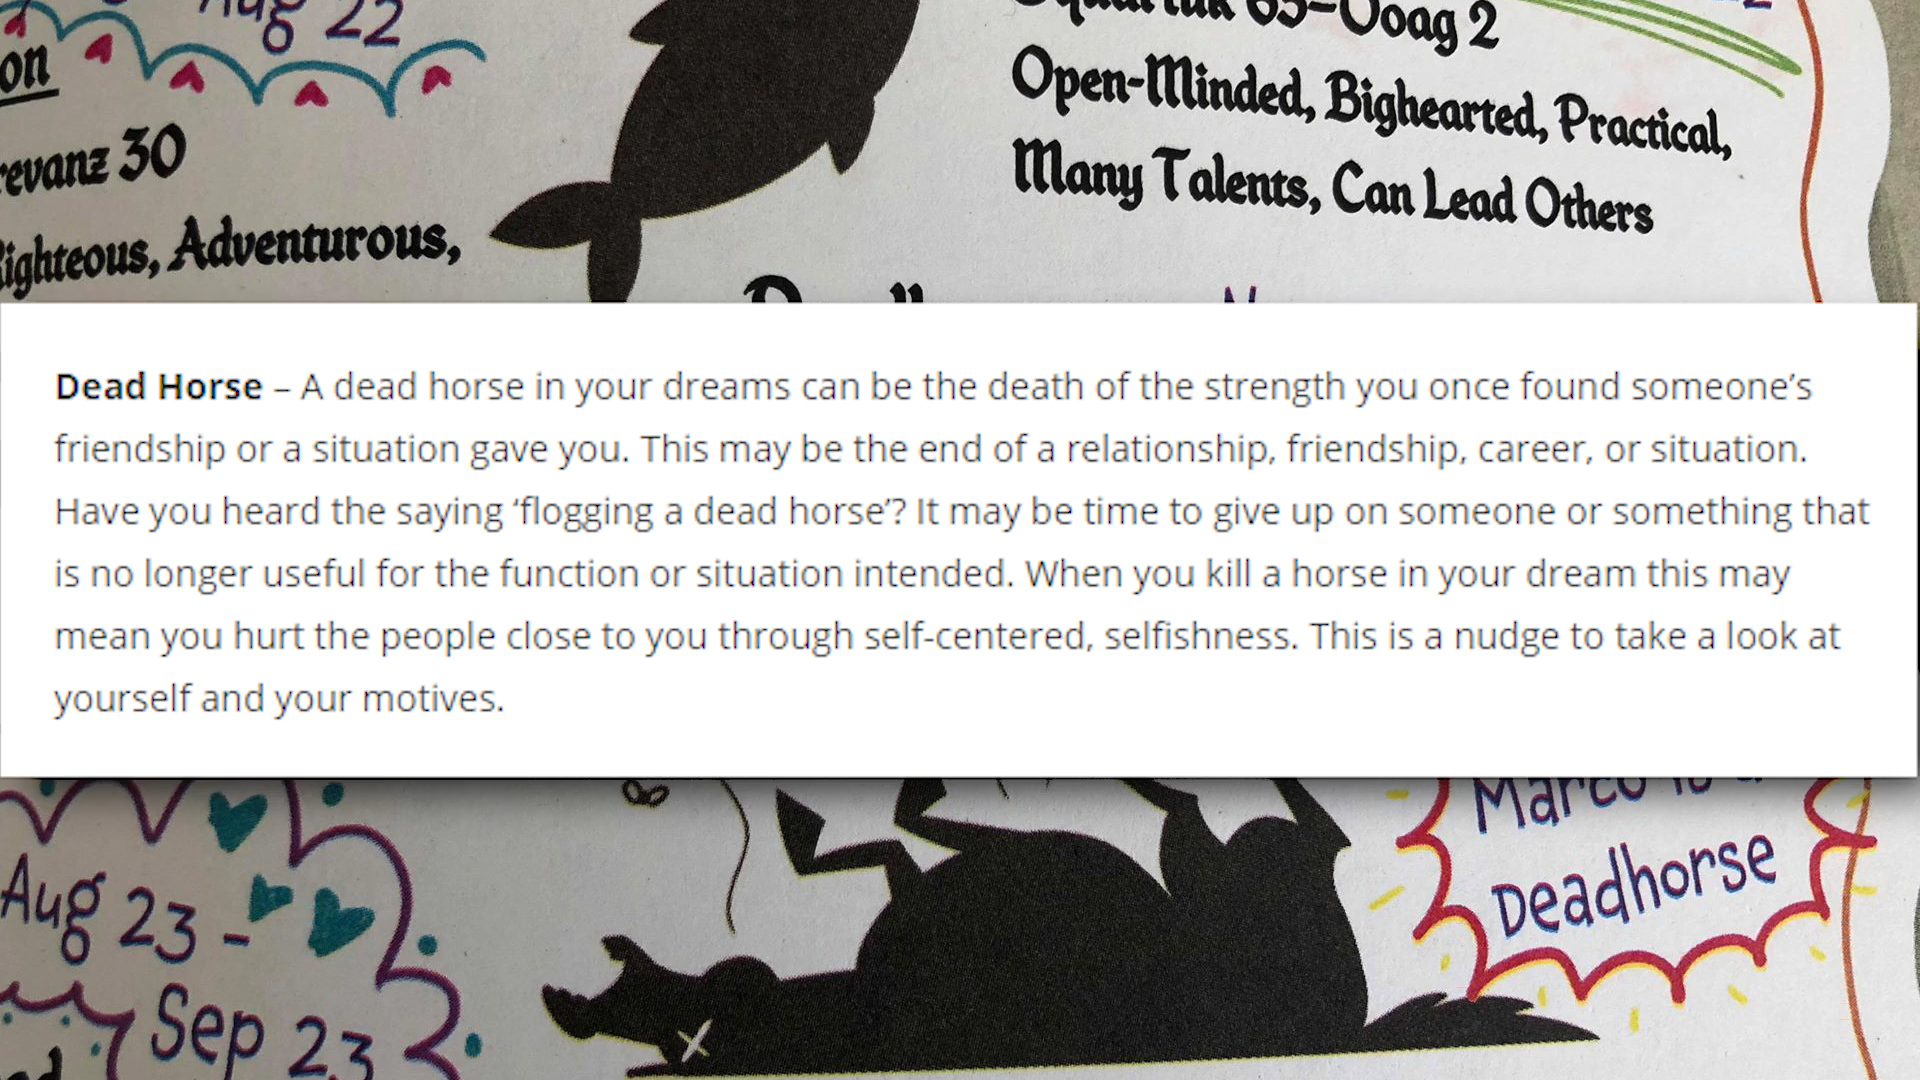 Aug 22
on
revanz 30
ighteous, Adventurous,
65–Voag 2
Open-Minded, Bighearted, Practical,
Many Talents, Can Lead Others
Dead Horse – A dead horse in your dreams can be the death of the strength you once found someone’s
friendship or a situation gave you. This may be the end of a relationship, friendship, career, or situation.
Have you heard the saying ‘flogging a dead horse’? It may be time to give up on someone or something that
is no longer useful for the function or situation intended. When you kill a horse in your dream this may
mean you hurt the people close to you through self-centered, selfishness. This is a nudge to take a look at
yourself and your motives.
Marco is a
Deadhorse
Aug 23 -
Sep 23